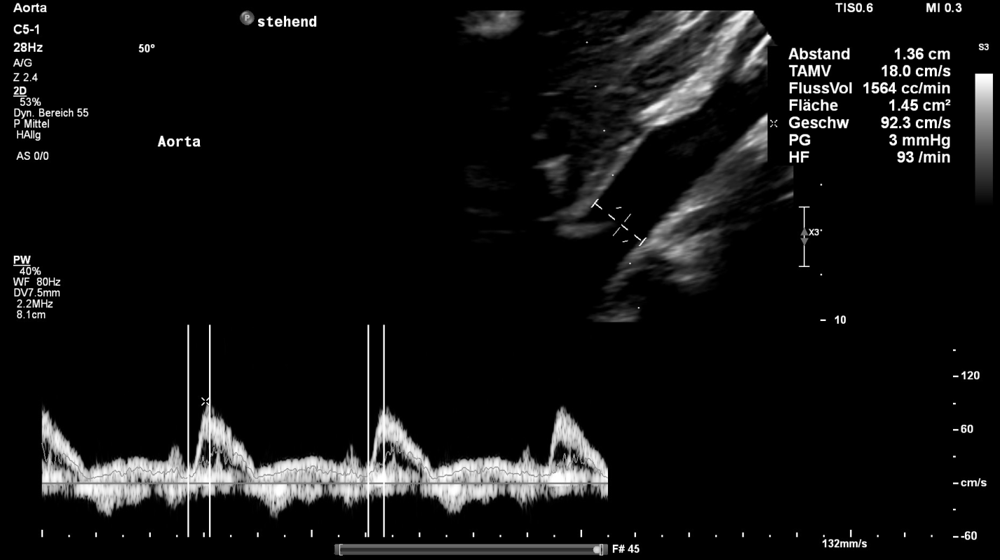 Aorta
C5-1
28Hz
A/G
Z 2.4
2D
53%
Dyn. Bereich 55
P Mittel
HAllg
AS 0/0
P stehend
50°
Aorta
TIS0.6 MI 0.3
S3
Abstand 1.36 cm
TAMV 18.0 cm/s
FlussVol 1564 cc/min
Fläche 1.45 cm²
Geschw 92.3 cm/s
PG 3 mmHg
HF 93 /min
X3
10
PW
40%
WF 80Hz
DV7.5mm
2.2MHz
8.1cm
120
60
cm/s
-60
132mm/s
F# 45